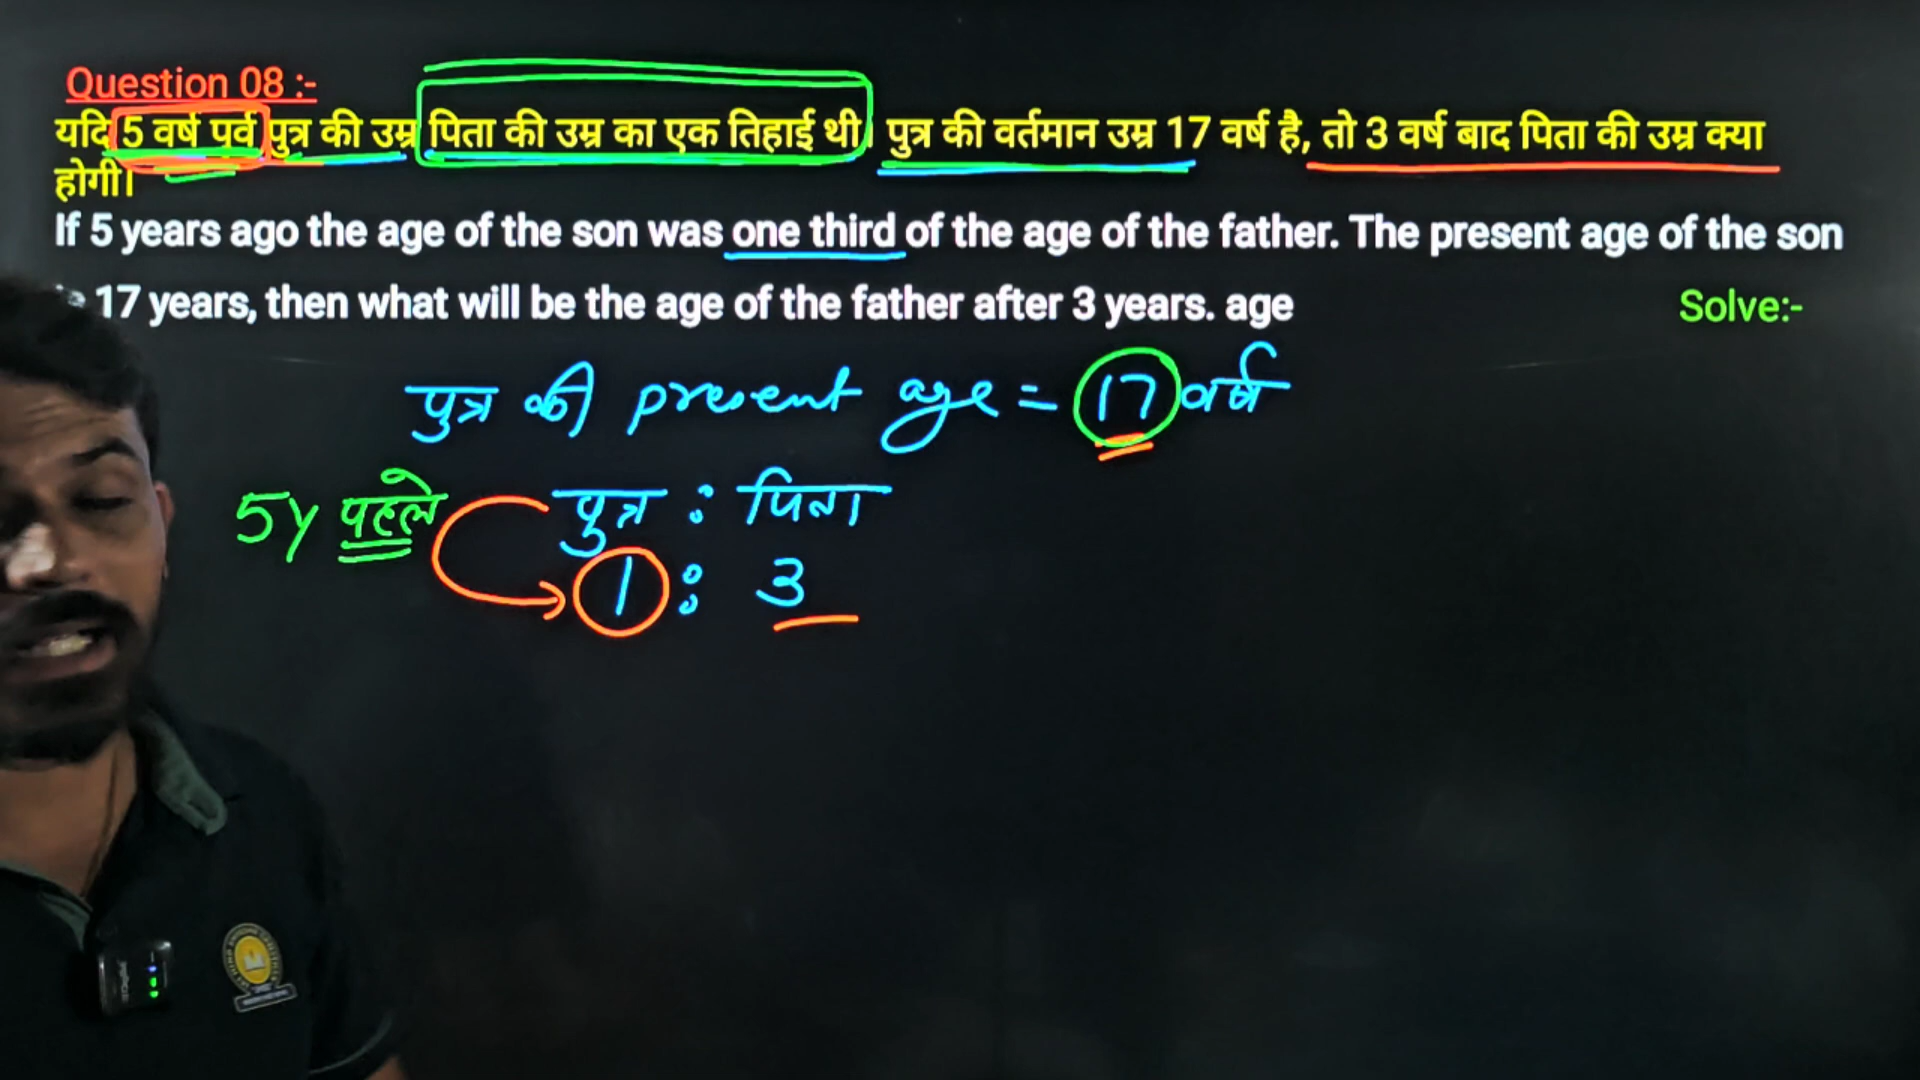 Question 08 :-
यदि 5 वर्ष पूर्व पुत्र की उम्र पिता की उम्र का एक तिहाई थी। पुत्र की वर्तमान उम्र 17 वर्ष है, तो 3 वर्ष बाद पिता की उम्र क्या
होगी।
If 5 years ago the age of the son was one third of the age of the father. The present age of the son
17 years, then what will be the age of the father after 3 years. age
Solve:-
पुत्र की present age = 17 वर्ष
5y पहले पुत्र : पिता
1 : 3